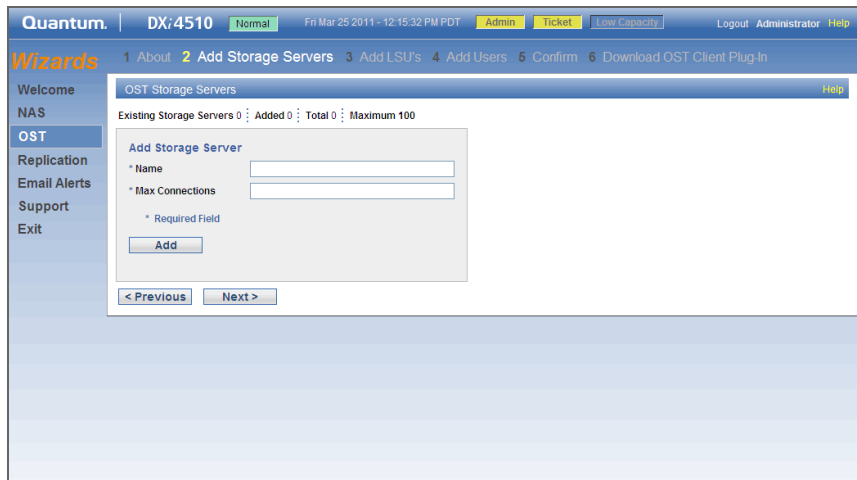 Quantum. DXi4510 Normal Fri Mar 25 2011 - 12:15:32 PM PDT Admin Ticket Low Capacity Logout Administrator Help
Wizards 1 About 2 Add Storage Servers 3 Add LSU's 4 Add Users 5 Confirm 6 Download OST Client Plug-In
Welcome
NAS
OST
Replication
Email Alerts
Support
Exit
OST Storage Servers Help
Existing Storage Servers 0 Added 0 Total 0 Maximum 100
Add Storage Server
* Name
* Max Connections
* Required Field
Add
< Previous Next >